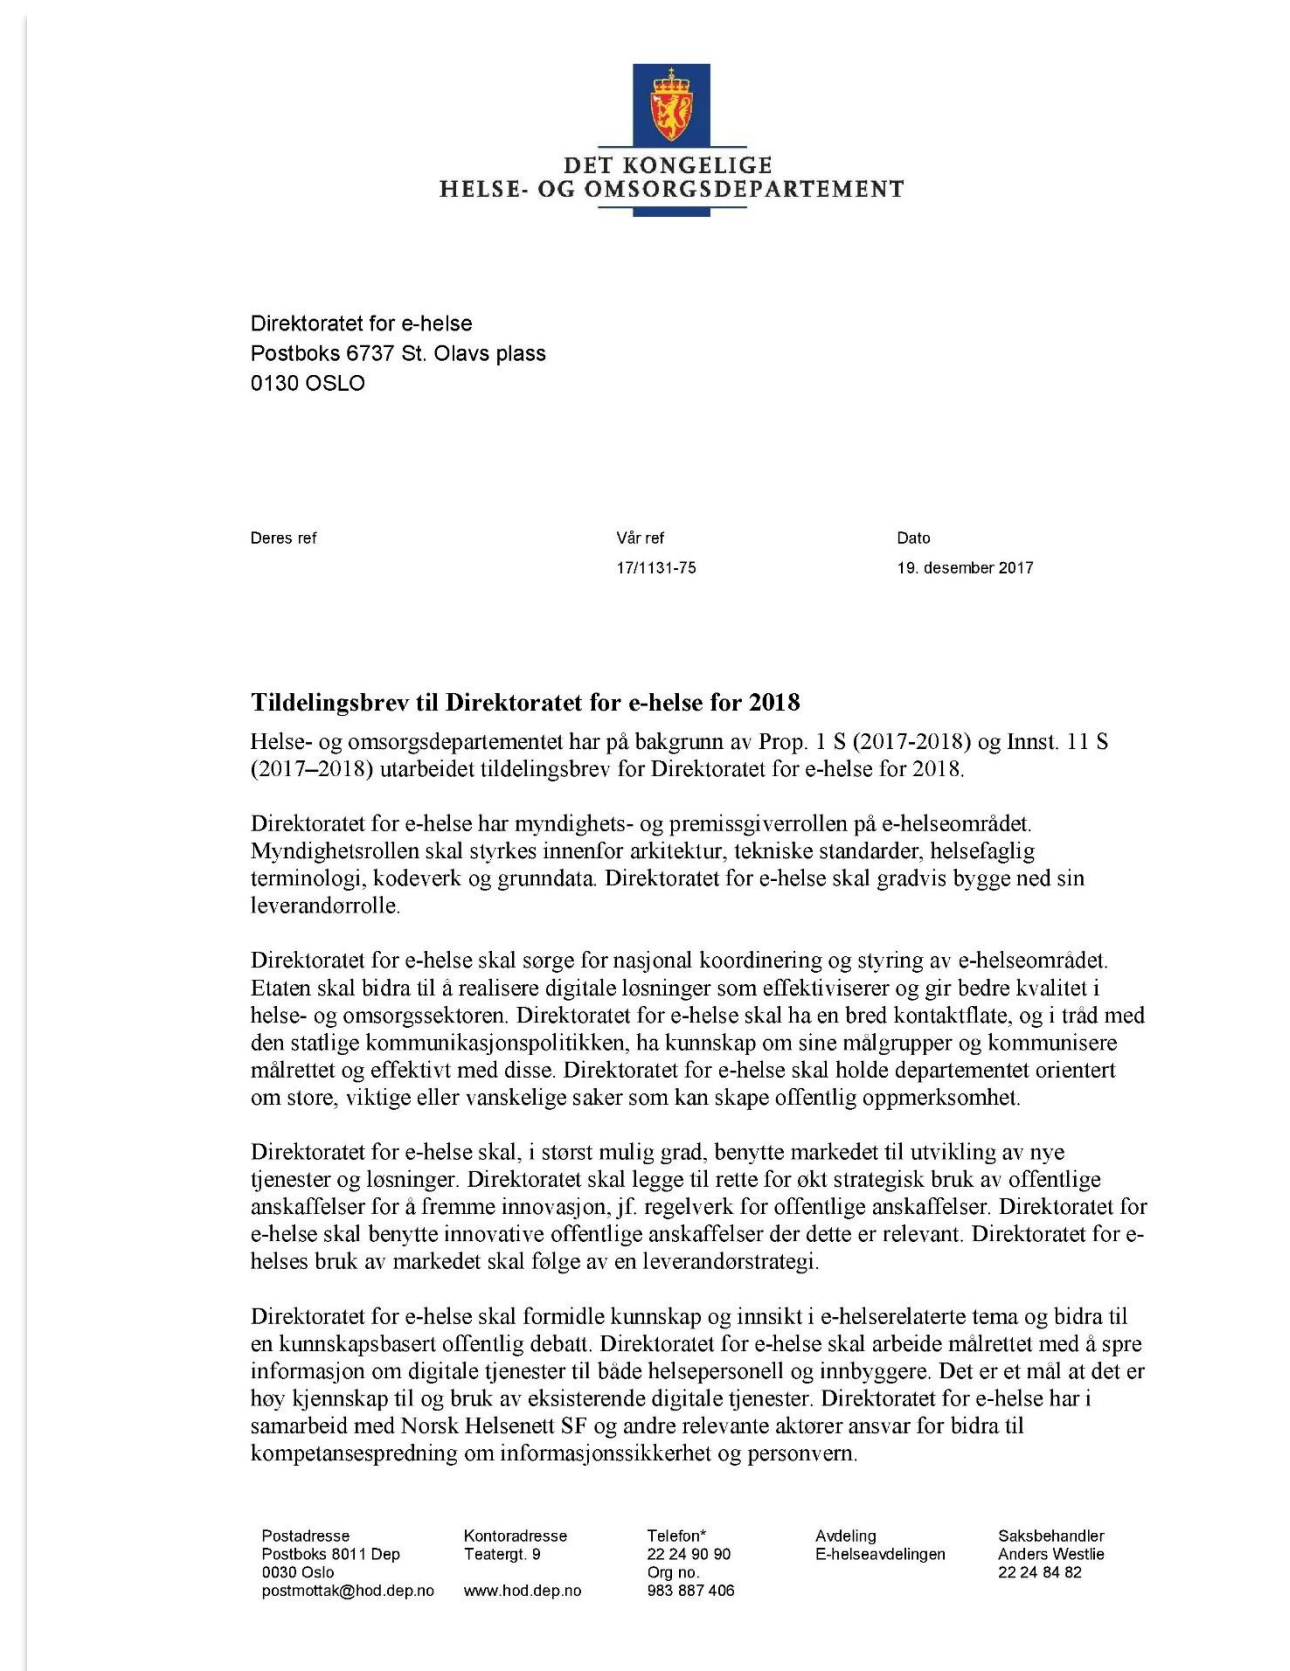 DET KONGELIGE
HELSE- OG OMSORGSDEPARTEMENT
Direktoratet for e-helse
Postboks 6737 St. Olavs plass
0130 OSLO
Deres ref
Vår ref
Dato
17/1131-75
19. desember 2017
Tildelingsbrev til Direktoratet for e-helse for 2018
Helse- og omsorgsdepartementet har på bakgrunn av Prop. 1 S (2017-2018) og Innst. 11 S
(2017–2018) utarbeidet tildelingsbrev for Direktoratet for e-helse for 2018.
Direktoratet for e-helse har myndighets- og premissgiverrollen på e-helseområdet.
Myndighetsrollen skal styrkes innenfor arkitektur, tekniske standarder, helsefaglig
terminologi, kodeverk og grunndata. Direktoratet for e-helse skal gradvis bygge ned sin
leverandørrolle.
Direktoratet for e-helse skal sørge for nasjonal koordinering og styring av e-helseområdet.
Etaten skal bidra til å realisere digitale løsninger som effektiviserer og gir bedre kvalitet i
helse- og omsorgssektoren. Direktoratet for e-helse skal ha en bred kontaktflate, og i tråd med
den statlige kommunikasjonspolitikken, ha kunnskap om sine målgrupper og kommunisere
målrettet og effektivt med disse. Direktoratet for e-helse skal holde departementet orientert
om store, viktige eller vanskelige saker som kan skape offentlig oppmerksomhet.
Direktoratet for e-helse skal, i størst mulig grad, benytte markedet til utvikling av nye
tjenester og løsninger. Direktoratet skal legge til rette for økt strategisk bruk av offentlige
anskaffelser for å fremme innovasjon, jf. regelverk for offentlige anskaffelser. Direktoratet for
e-helse skal benytte innovative offentlige anskaffelser der dette er relevant. Direktoratet for e-
helses bruk av markedet skal følge av en leverandørstrategi.
Direktoratet for e-helse skal formidle kunnskap og innsikt i e-helserelaterte tema og bidra til
en kunnskapsbasert offentlig debatt. Direktoratet for e-helse skal arbeide målrettet med å spre
informasjon om digitale tjenester til både helsepersonell og innbyggere. Det er et mål at det er
høy kjennskap til og bruk av eksisterende digitale tjenester. Direktoratet for e-helse har i
samarbeid med Norsk Helsenett SF og andre relevante aktører ansvar for bidra til
kompetansespredning om informasjonssikkerhet og personvern.
Postadresse
Postboks 8011 Dep
0030 Oslo
postmottak@hod.dep.no
Kontoradresse
Teatergt. 9
www.hod.dep.no
Telefon*
22 24 90 90
Org no.
983 887 406
Avdeling
E-helseavdelingen
Saksbehandler
Anders Westlie
22 24 84 82